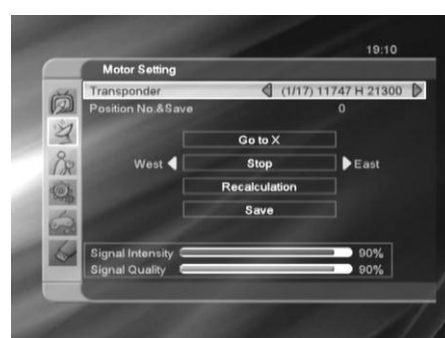 19:10
Motor Setting
Transponder (1/17) 11747 H 21300
Position No.&Save 0
Go to X
West Stop East
Recalculation
Save
Signal Intensity 90%
Signal Quality 90%